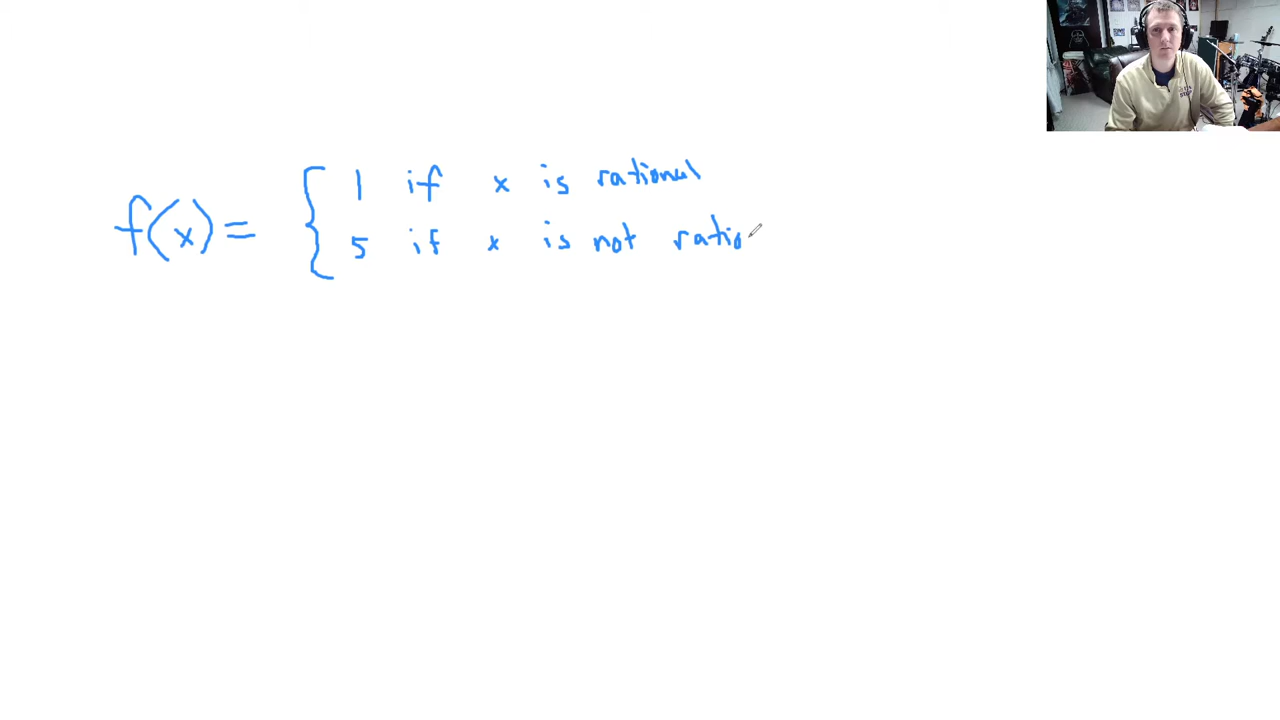 f(x) = { 1 if x is rational
5 if x is not ratio